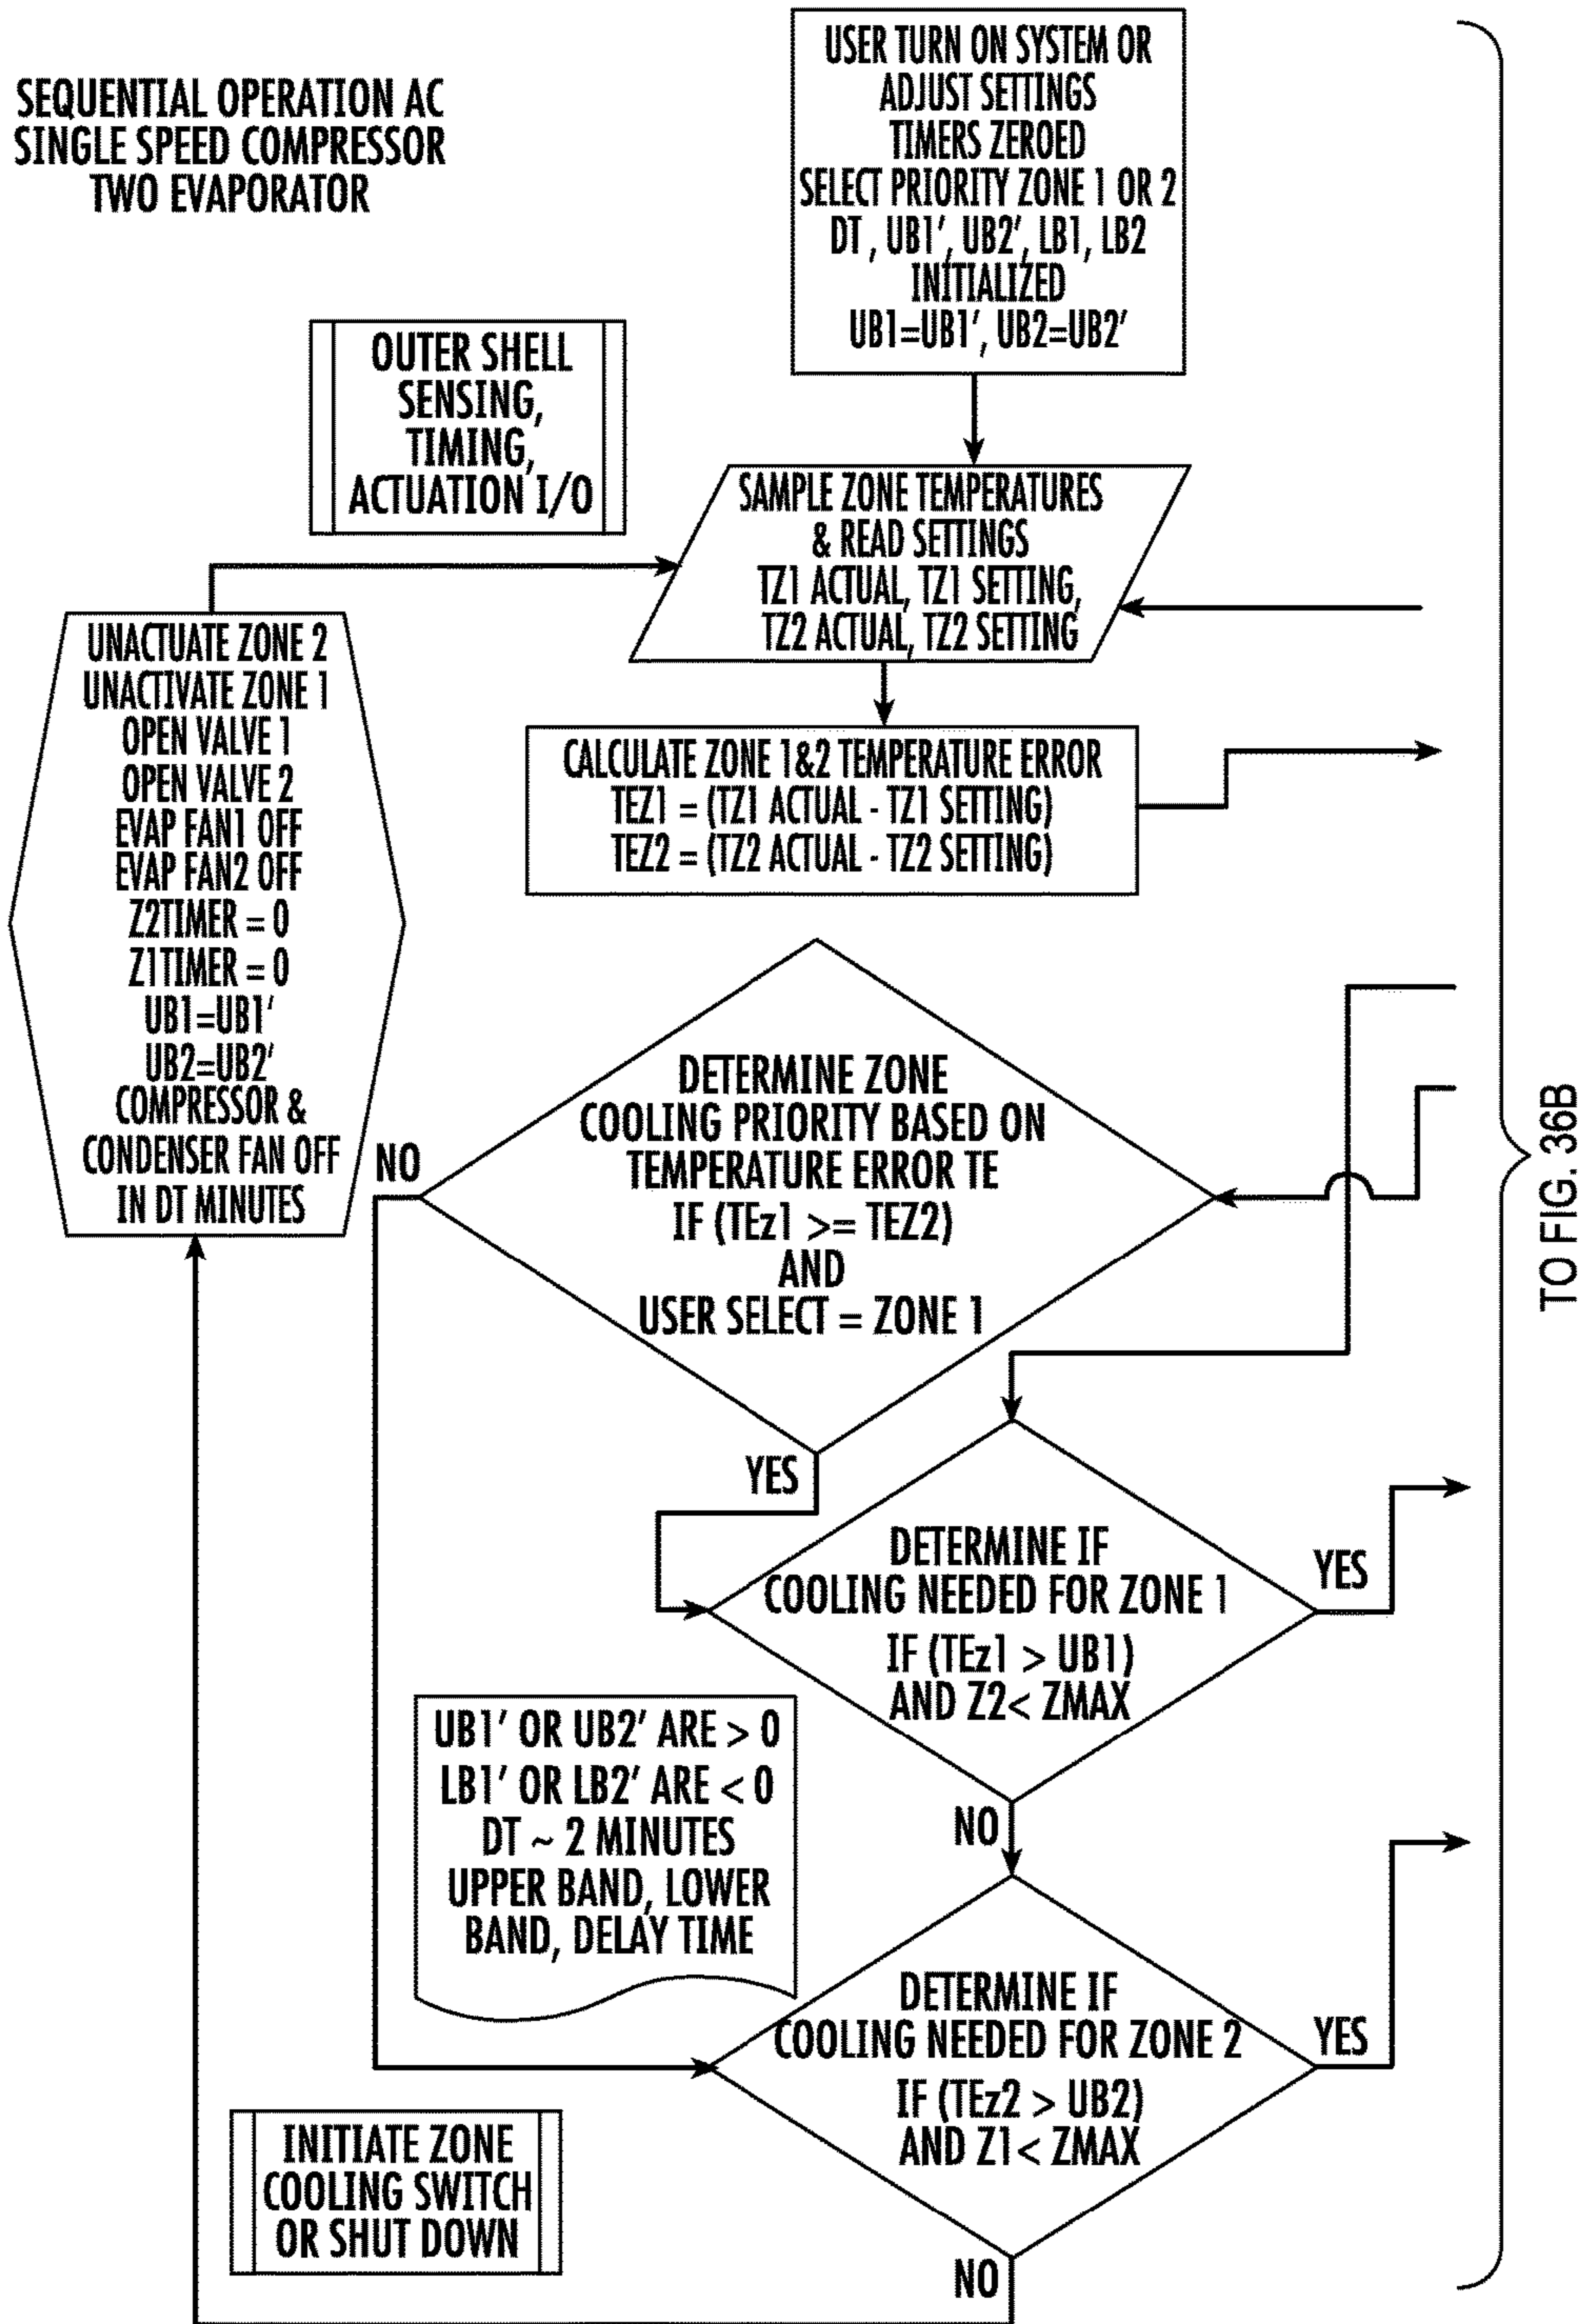 SEQUENTIAL OPERATION AC
SINGLE SPEED COMPRESSOR
TWO EVAPORATOR
USER TURN ON SYSTEM OR
ADJUST SETTINGS
TIMERS ZEROED
SELECT PRIORITY ZONE 1 OR 2
DT , UB1', UB2', LB1, LB2
INITIALIZED
UB1=UB1', UB2=UB2'
OUTER SHELL
SENSING,
TIMING,
ACTUATION I/O
SAMPLE ZONE TEMPERATURES
& READ SETTINGS
TZ1 ACTUAL, TZ1 SETTING,
TZ2 ACTUAL, TZ2 SETTING
UNACTUATE ZONE 2
UNACTIVATE ZONE 1
OPEN VALVE 1
OPEN VALVE 2
EVAP FAN1 OFF
EVAP FAN2 OFF
Z2TIMER = 0
Z1TIMER = 0
UB1=UB1'
UB2=UB2'
COMPRESSOR &
CONDENSER FAN OFF
IN DT MINUTES
CALCULATE ZONE 1&2 TEMPERATURE ERROR
TEZ1 = (TZ1 ACTUAL - TZ1 SETTING)
TEZ2 = (TZ2 ACTUAL - TZ2 SETTING)
DETERMINE ZONE
COOLING PRIORITY BASED ON
TEMPERATURE ERROR TE
IF (TEz1 >= TEZ2)
AND
USER SELECT = ZONE 1
NO
YES
DETERMINE IF
COOLING NEEDED FOR ZONE 1
IF (TEz1 > UB1)
AND Z2< ZMAX
YES
NO
UB1' OR UB2' ARE > 0
LB1' OR LB2' ARE < 0
DT ~ 2 MINUTES
UPPER BAND, LOWER
BAND, DELAY TIME
DETERMINE IF
COOLING NEEDED FOR ZONE 2
IF (TEz2 > UB2)
AND Z1< ZMAX
YES
NO
INITIATE ZONE
COOLING SWITCH
OR SHUT DOWN
TO FIG. 36B